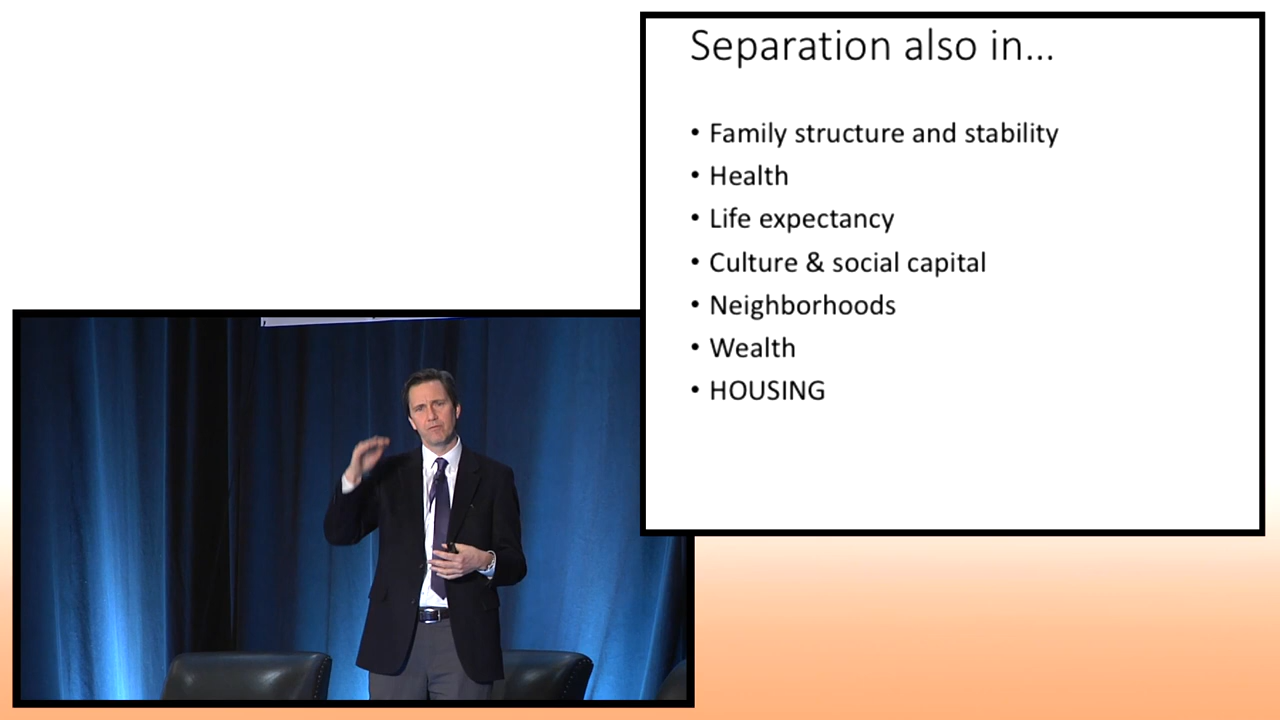 Separation also in...
• Family structure and stability
• Health
• Life expectancy
• Culture & social capital
• Neighborhoods
• Wealth
• HOUSING